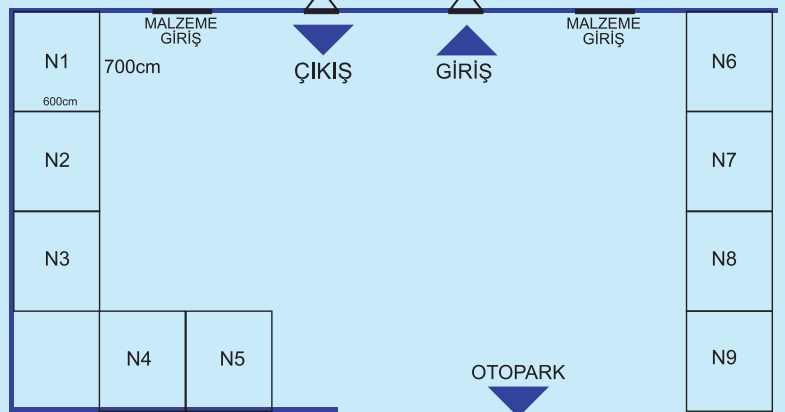 MALZEME
GİRİŞ
ÇIKIŞ
GİRİŞ
MALZEME
GİRİŞ
N1
700cm
600cm
N2
N3
N4
N5
N6
N7
N8
N9
OTOPARK